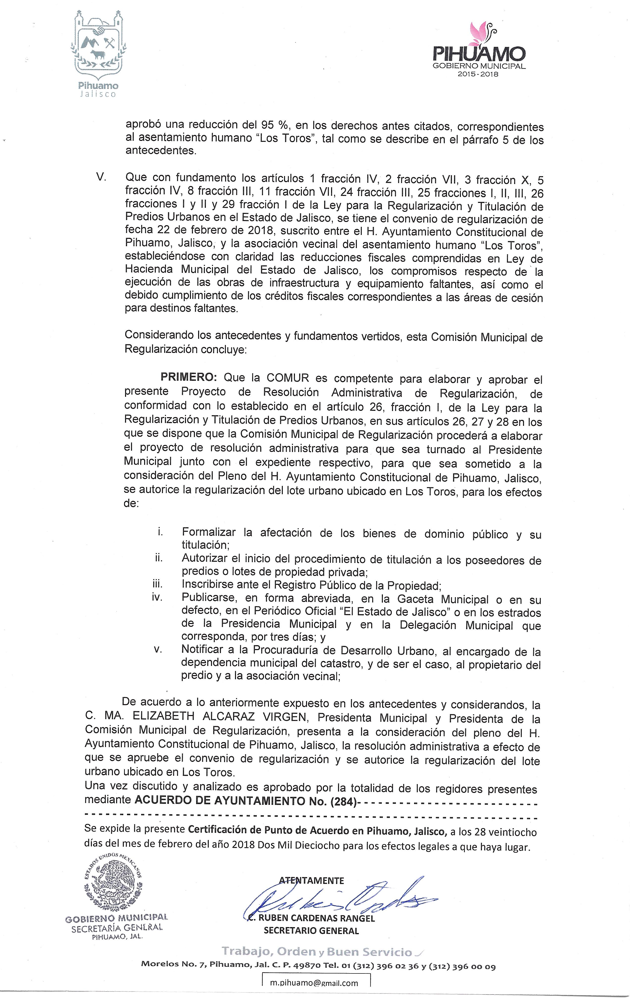 Pihuamo
Jalisco
PIHUAMO
GOBIERNO MUNICIPAL
2015-2018
aprobó una reducción del 95 %, en los derechos antes citados, correspondientes
al asentamiento humano “Los Toros”, tal como se describe en el párrafo 5 de los
antecedentes.
V. Que con fundamento los artículos 1 fracción IV, 2 fracción VII, 3 fracción X, 5
fracción IV, 8 fracción III, 11 fracción VII, 24 fracción III, 25 fracciones I, II, III, 26
fracciones I y II y 29 fracción I de la Ley para la Regularización y Titulación de
Predios Urbanos en el Estado de Jalisco, se tiene el convenio de regularización de
fecha 22 de febrero de 2018, suscrito entre el H. Ayuntamiento Constitucional de
Pihuamo, Jalisco, y la asociación vecinal del asentamiento humano “Los Toros”,
estableciéndose con claridad las reducciones fiscales comprendidas en Ley de
Hacienda Municipal del Estado de Jalisco, los compromisos respecto de la
ejecución de las obras de infraestructura y equipamiento faltantes, así como el
debido cumplimiento de los créditos fiscales correspondientes a las áreas de cesión
para destinos faltantes.
Considerando los antecedentes y fundamentos vertidos, esta Comisión Municipal de
Regularización concluye:
PRIMERO: Que la COMUR es competente para elaborar y aprobar el
presente Proyecto de Resolución Administrativa de Regularización, de
conformidad con lo establecido en el artículo 26, fracción I, de la Ley para la
Regularización y Titulación de Predios Urbanos, en sus artículos 26, 27 y 28 en los
que se dispone que la Comisión Municipal de Regularización procederá a elaborar
el proyecto de resolución administrativa para que sea turnado al Presidente
Municipal junto con el expediente respectivo, para que sea sometido a la
consideración del Pleno del H. Ayuntamiento Constitucional de Pihuamo, Jalisco,
se autorice la regularización del lote urbano ubicado en Los Toros, para los efectos
de:
i. Formalizar la afectación de los bienes de dominio público y su
titulación;
ii. Autorizar el inicio del procedimiento de titulación a los poseedores de
predios o lotes de propiedad privada;
iii. Inscribirse ante el Registro Público de la Propiedad;
iv. Publicarse, en forma abreviada, en la Gaceta Municipal o en su
defecto, en el Periódico Oficial “El Estado de Jalisco” o en los estrados
de la Presidencia Municipal y en la Delegación Municipal que
corresponda, por tres días; y
v. Notificar a la Procuraduría de Desarrollo Urbano, al encargado de la
dependencia municipal del catastro, y de ser el caso, al propietario del
predio y a la asociación vecinal;
De acuerdo a lo anteriormente expuesto en los antecedentes y considerandos, la
C. MA. ELIZABETH ALCARAZ VIRGEN, Presidenta Municipal y Presidenta de la
Comisión Municipal de Regularización, presenta a la consideración del pleno del H.
Ayuntamiento Constitucional de Pihuamo, Jalisco, la resolución administrativa a efecto de
que se apruebe el convenio de regularización y se autorice la regularización del lote
urbano ubicado en Los Toros.
Una vez discutido y analizado es aprobado por la totalidad de los regidores presentes
mediante ACUERDO DE AYUNTAMIENTO No. (284)- - - - - - - - - - - - - - - - - - - - - - - - - -
- - - - - - - - - - - - - - - - - - - - - - - - - - - - - - - - - - - - - - - - - - - - - - - - - - - - - - - - - - - - - - -
Se expide la presente Certificación de Punto de Acuerdo en Pihuamo, Jalisco, a los 28 veintiocho
días del mes de febrero del año 2018 Dos Mil Dieciocho para los efectos legales a que haya lugar.
ESTADOS UNIDOS MEXICANOS
GOBIERNO MUNICIPAL
SECRETARÍA GENERAL
PIHUAMO, JAL.
ATENTAMENTE
C. RUBEN CARDENAS RANGEL
SECRETARIO GENERAL
Trabajo, Orden y Buen Servicio
Morelos No. 7, Pihuamo, Jal. C. P. 49870 Tel. 01 (312) 396 02 36 y (312) 396 00 09
m.pihuamo@gmail.com